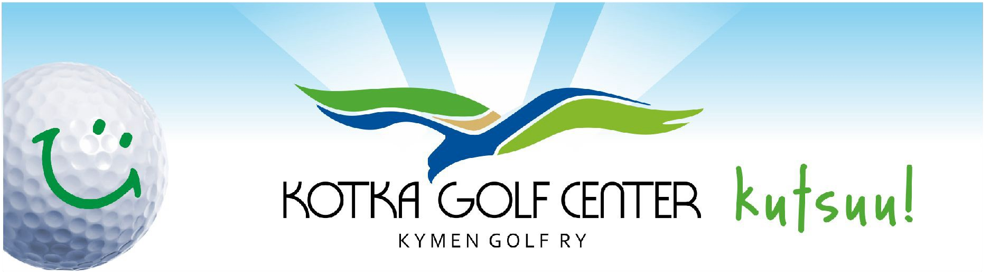 KOTKA GOLF CENTER kutsuu!
KYMEN GOLF RY